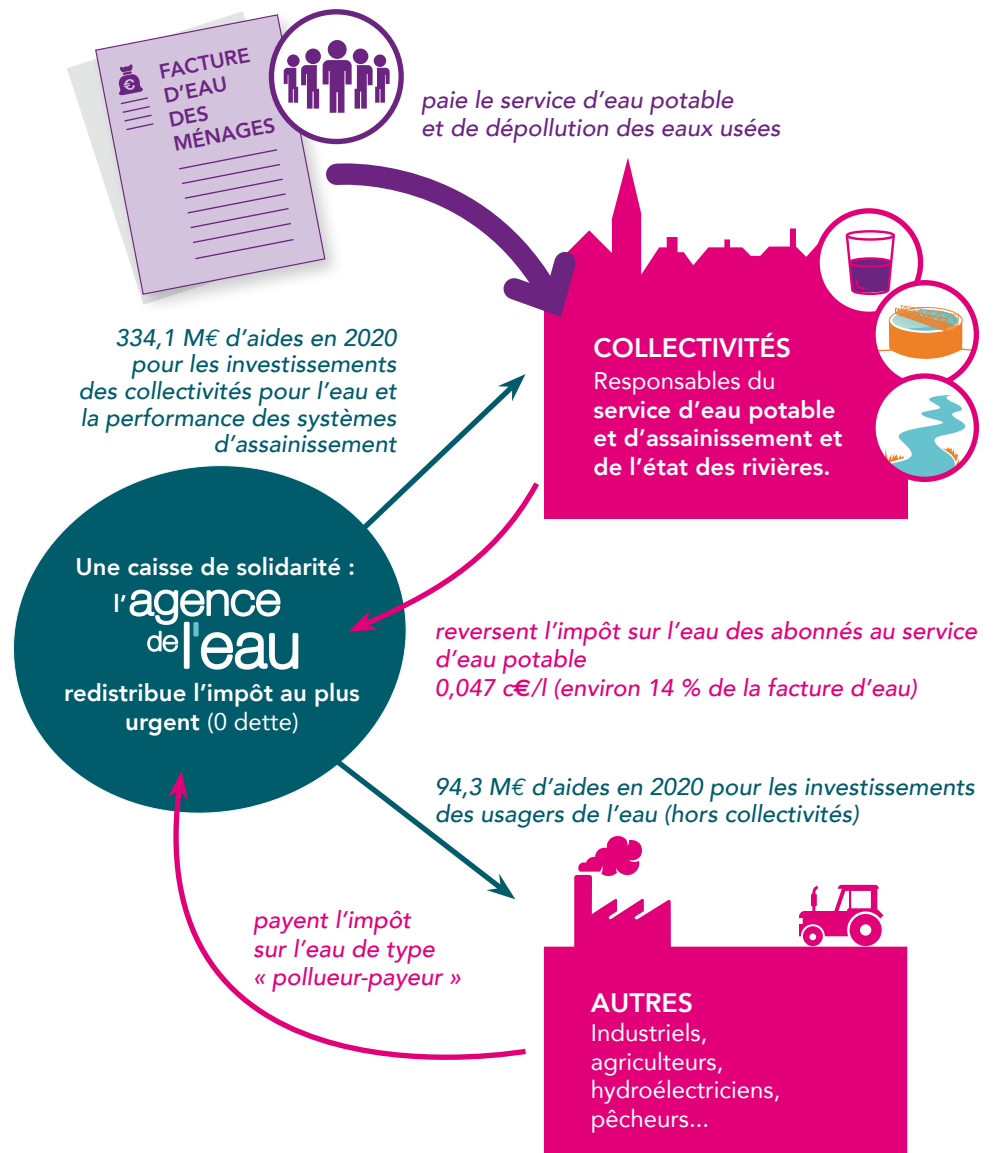 FACTURE
D'EAU
DES
MÉNAGES
€
paie le service d'eau potable
et de dépollution des eaux usées
334,1 M€ d'aides en 2020
pour les investissements
des collectivités pour l'eau et
la performance des systèmes
d'assainissement
COLLECTIVITÉS
Responsables du
service d'eau potable
et d'assainissement et
de l'état des rivières.
Une caisse de solidarité :
l'agence
de l'eau
redistribue l'impôt au plus
urgent (0 dette)
reversent l'impôt sur l'eau des abonnés au service
d'eau potable
0,047 c€/l (environ 14 % de la facture d'eau)
94,3 M€ d'aides en 2020 pour les investissements
des usagers de l'eau (hors collectivités)
payent l'impôt
sur l'eau de type
« pollueur-payeur »
AUTRES
Industriels,
agriculteurs,
hydroélectriciens,
pêcheurs...